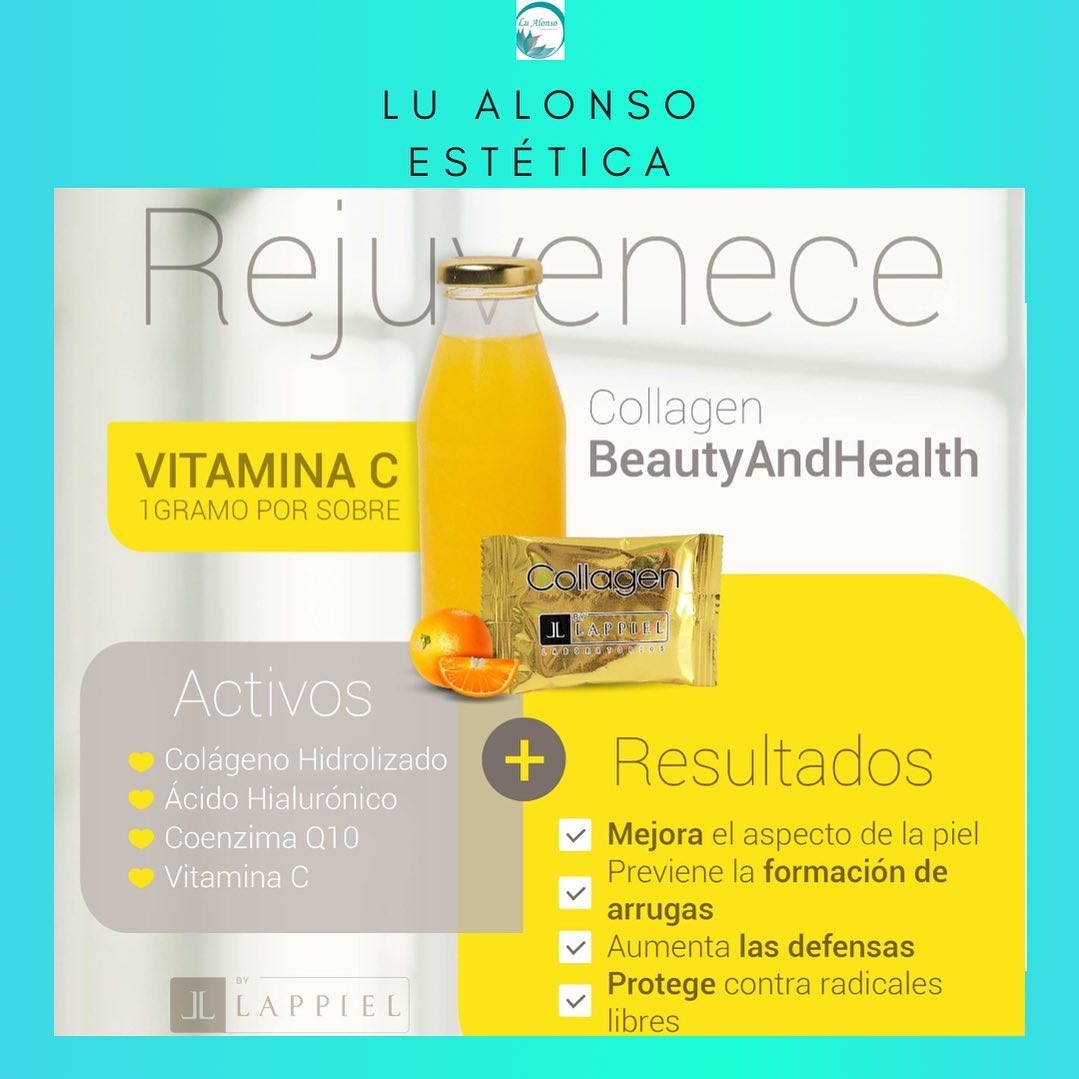 Lu Alonso
LU ALONSO
ESTÉTICA
Rejuvenece
Collagen
BeautyAndHealth
VITAMINA C
1GRAMO POR SOBRE
Collagen
BY
JL LAPPIEL
LABORATORIOS
Activos
Colágeno Hidrolizado
Ácido Hialurónico
Coenzima Q10
Vitamina C
+
Resultados
Mejora el aspecto de la piel
Previene la formación de
arrugas
Aumenta las defensas
Protege contra radicales
libres
BY
JL LAPPIEL